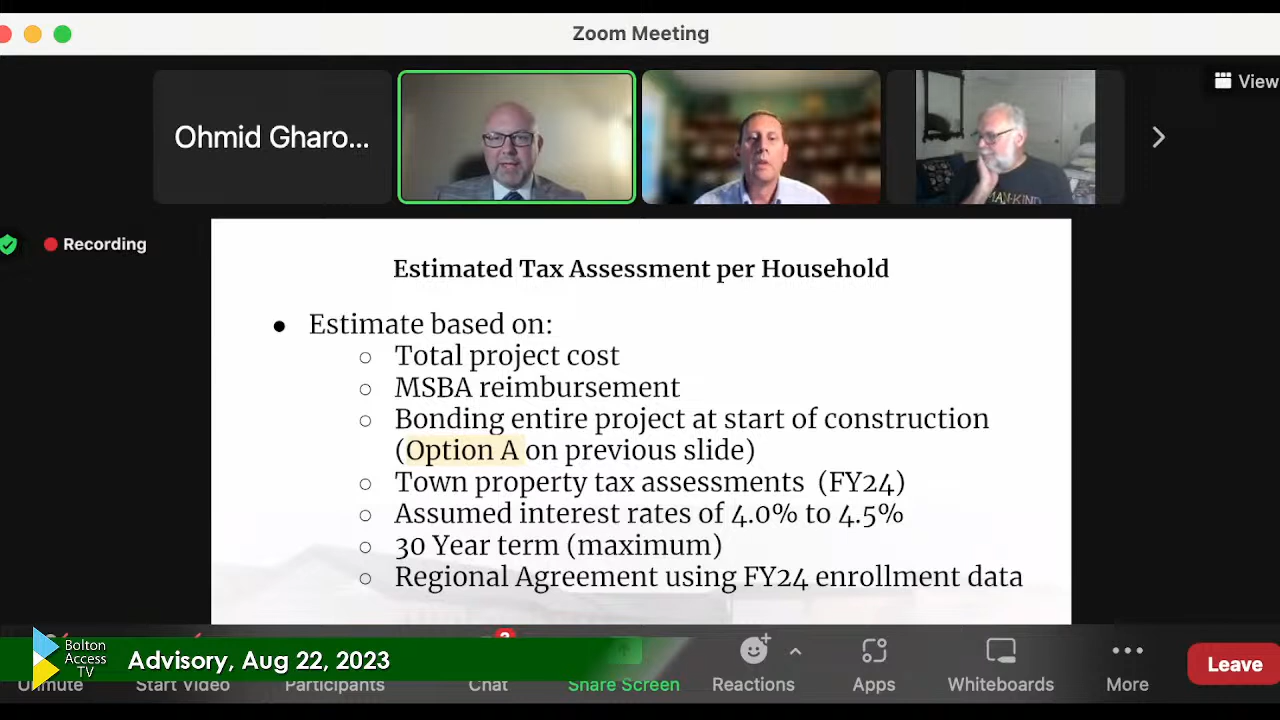 Zoom Meeting
Ohmid Gharo...
View
MAN•KIND
Recording
Estimated Tax Assessment per Household
● Estimate based on:
○ Total project cost
○ MSBA reimbursement
○ Bonding entire project at start of construction
(Option A on previous slide)
○ Town property tax assessments (FY24)
○ Assumed interest rates of 4.0% to 4.5%
○ 30 Year term (maximum)
○ Regional Agreement using FY24 enrollment data
Bolton
Access
TV
Advisory, Aug 22, 2023
Unmute
Start Video
Participants
Chat
Share Screen
Reactions
Apps
Whiteboards
More
Leave